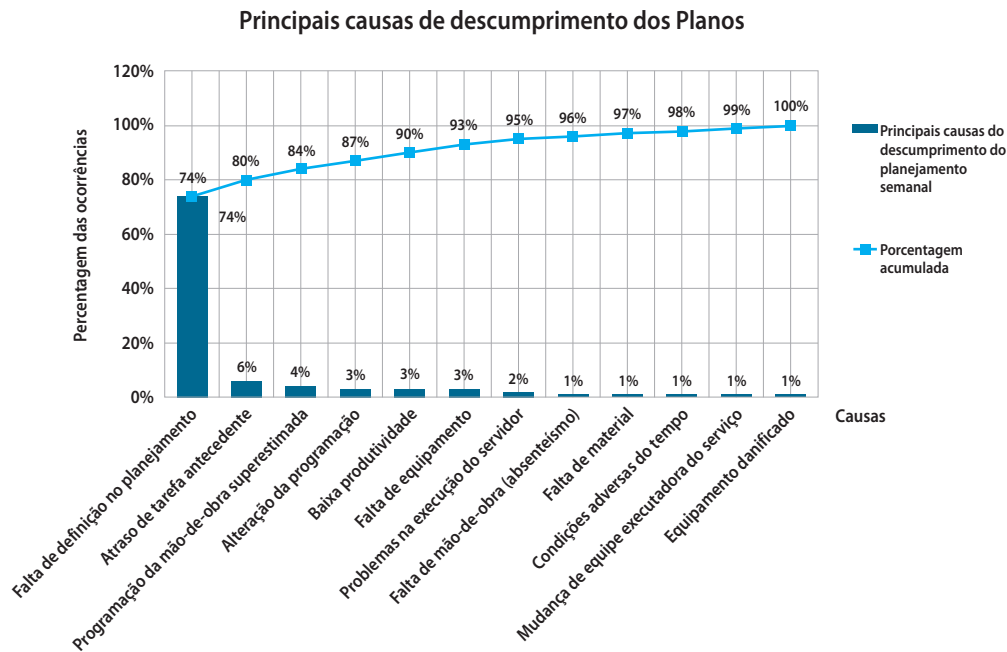 Principais causas de descumprimento dos Planos
Percentagem das ocorrências
120%
100%
80%
60%
40%
20%
0%
74%
80%
84%
87%
90%
93%
95%
96%
97%
98%
99%
100%
74%
6%
4%
3%
3%
3%
2%
1%
1%
1%
1%
1%
Falta de definição no planejamento
Atraso de tarefa antecedente
Programação da mão-de-obra superestimada
Alteração da programação
Baixa produtividade
Falta de equipamento
Problemas na execução do servidor
Falta de mão-de-obra (absenteísmo)
Falta de material
Condições adversas do tempo
Mudança de equipe executadora do serviço
Equipamento danificado
Causas
Principais causas do
descumprimento do
planejamento
semanal
Porcentagem
acumulada